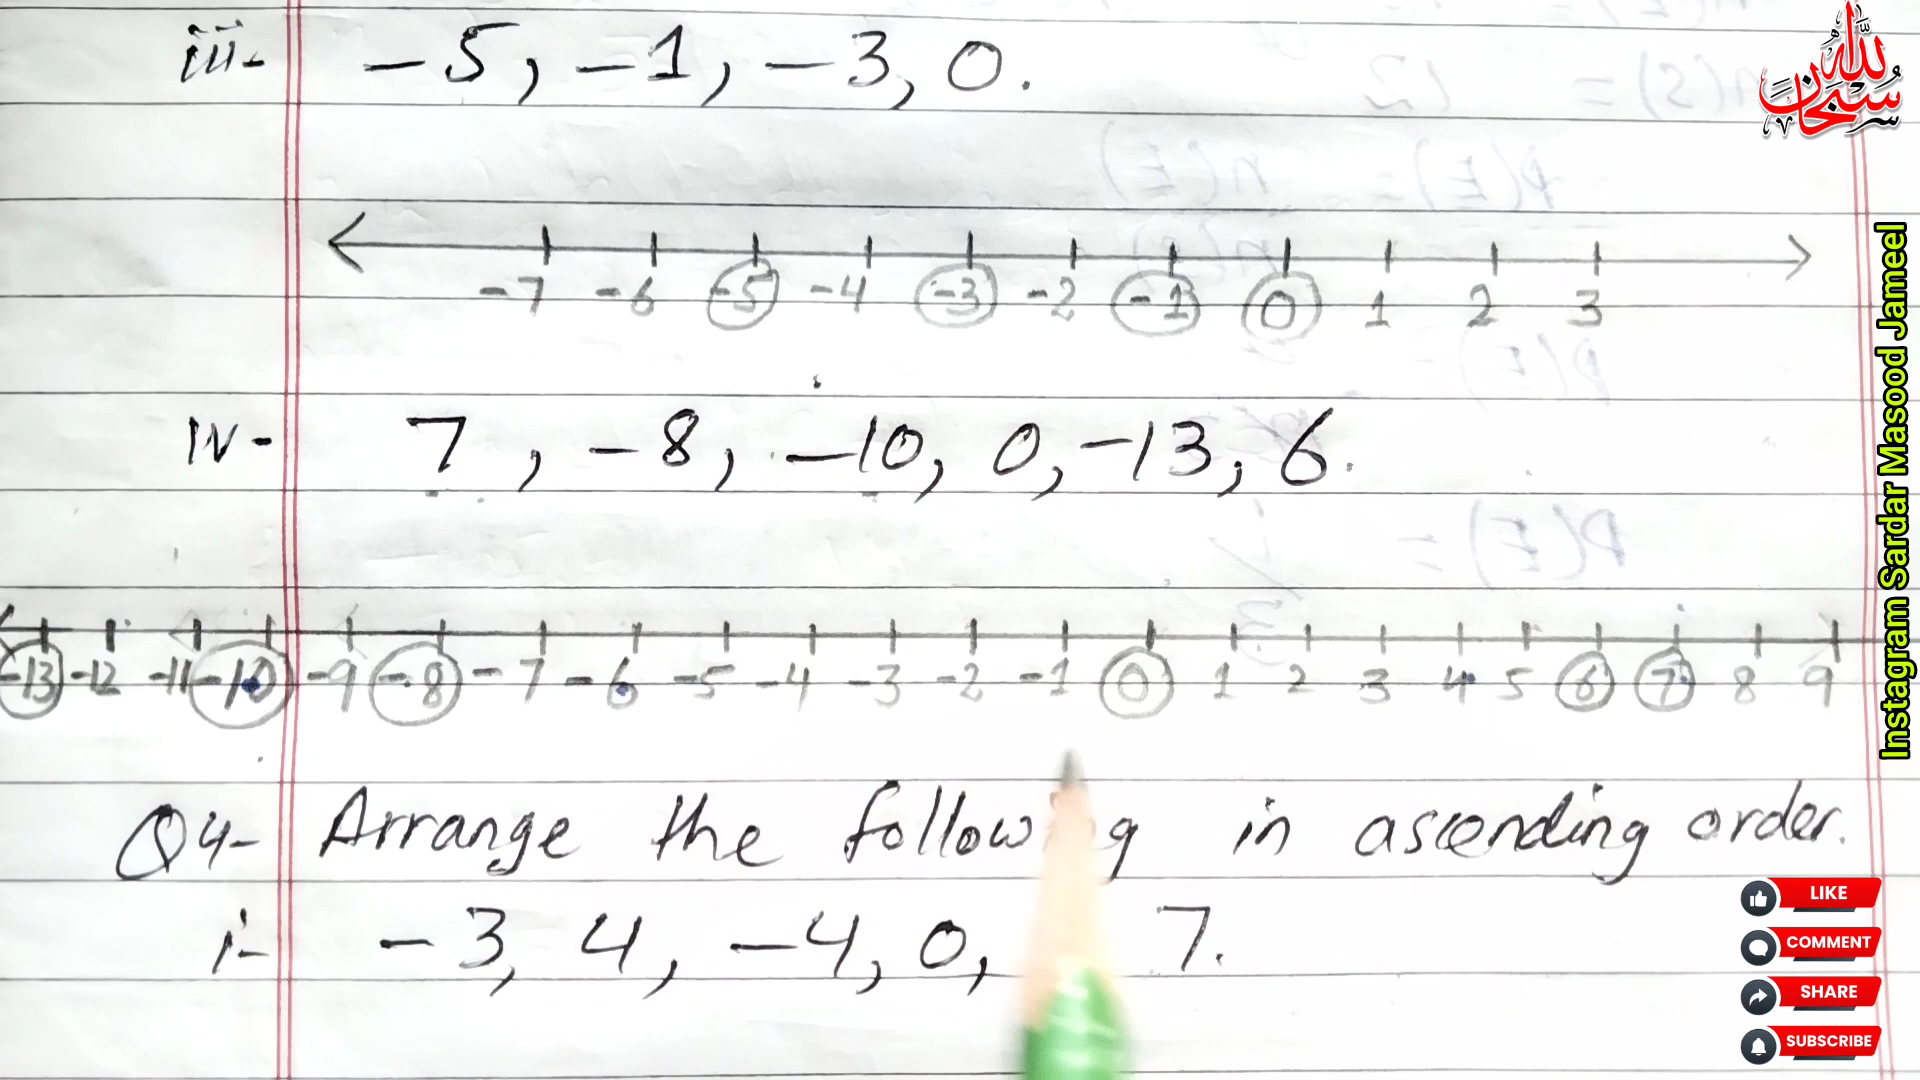 iii- -5, -1, -3, 0.
-7 -6 -5 -4 -3 -2 -1 0 1 2 3
iv- 7, -8, -10, 0, -13, 6.
-13 -12 -11 -10 -9 -8 -7 -6 -5 -4 -3 -2 -1 0 1 2 3 4 5 6 7 8 9
Q4- Arrange the following in ascending order.
i- -3, 4, -4, 0, 7.
سبحان الله
Instagram Sardar Masood Jameel
LIKE
COMMENT
SHARE
SUBSCRIBE